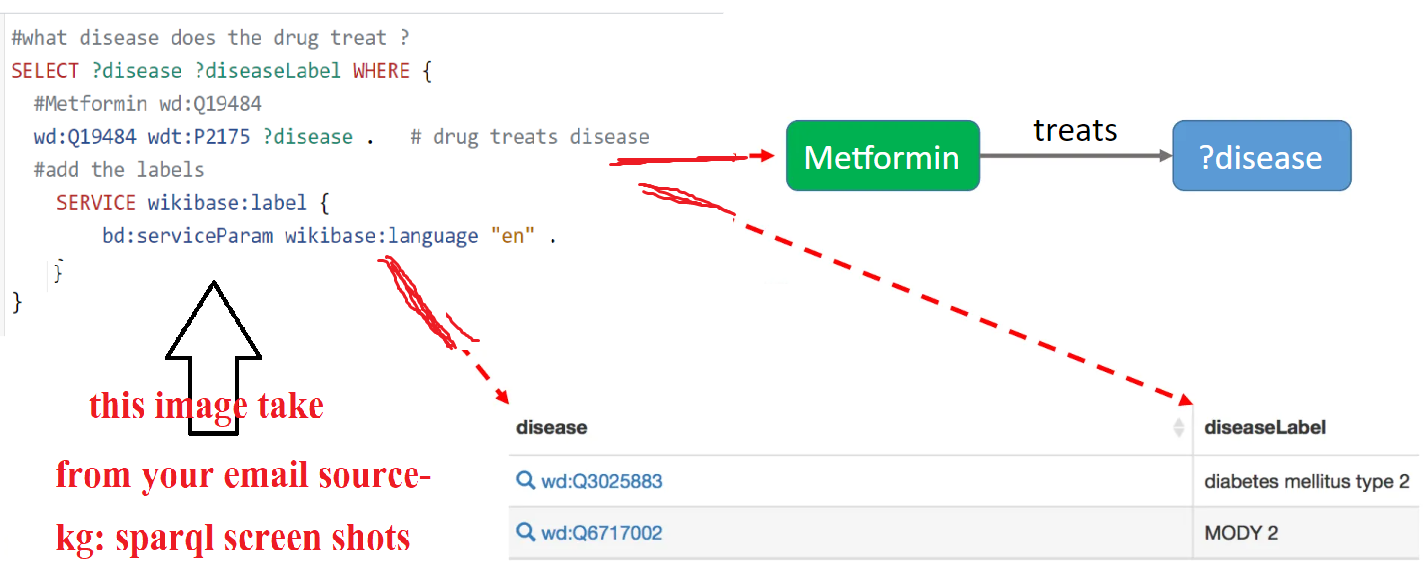 #what disease does the drug treat ?
SELECT ?disease ?diseaseLabel WHERE {
#Metformin wd:Q19484
wd:Q19484 wdt:P2175 ?disease . # drug treats disease
#add the labels
SERVICE wikibase:label {
bd:serviceParam wikibase:language "en" .
}
}
Metformin
treats
?disease
this image take
from your email source-
kg: sparql screen shots
disease diseaseLabel
wd:Q3025883 diabetes mellitus type 2
wd:Q6717002 MODY 2